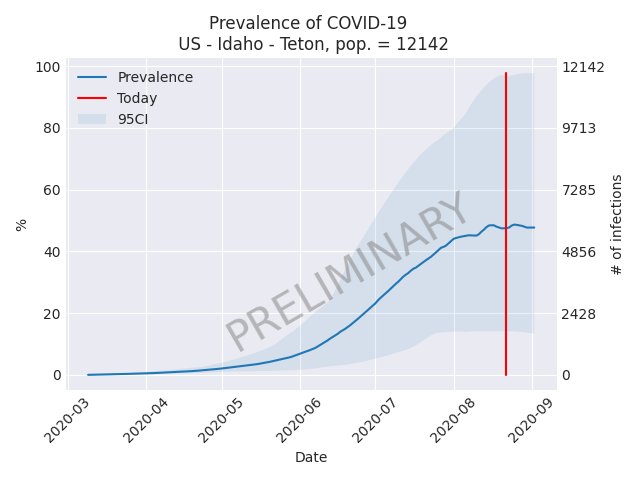 Prevalence of COVID-19
US - Idaho - Teton, pop. = 12142
100
80
60
40
20
0
%
Prevalence
Today
95CI
PRELIMINARY
12142
9713
7285
4856
2428
0
# of infections
2020-03
2020-04
2020-05
2020-06
2020-07
2020-08
2020-09
Date